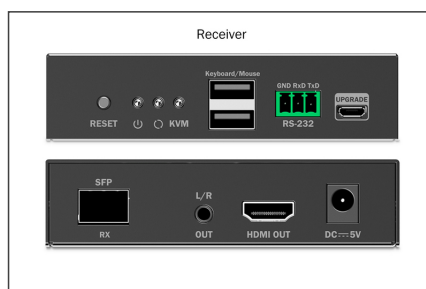 Receiver
Keyboard/Mouse
GND RxD TxD
UPGRADE
RESET
KVM
RS-232
SFP
L/R
RX
OUT
HDMI OUT
DC⎓5V